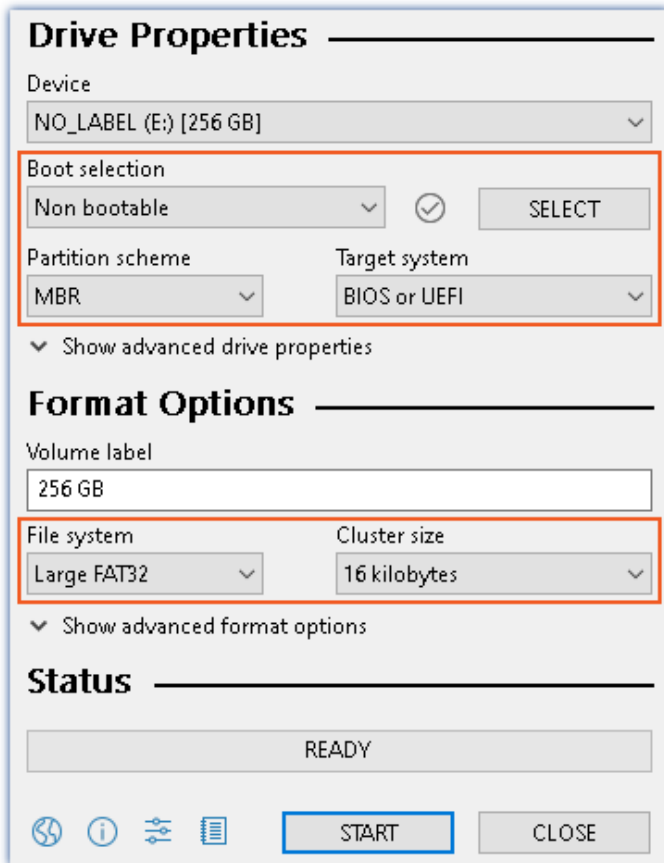 Drive Properties
Device
NO_LABEL (E:) [256 GB]
Boot selection
Non bootable
SELECT
Partition scheme
Target system
MBR
BIOS or UEFI
Show advanced drive properties
Format Options
Volume label
256 GB
File system
Cluster size
Large FAT32
16 kilobytes
Show advanced format options
Status
READY
START
CLOSE